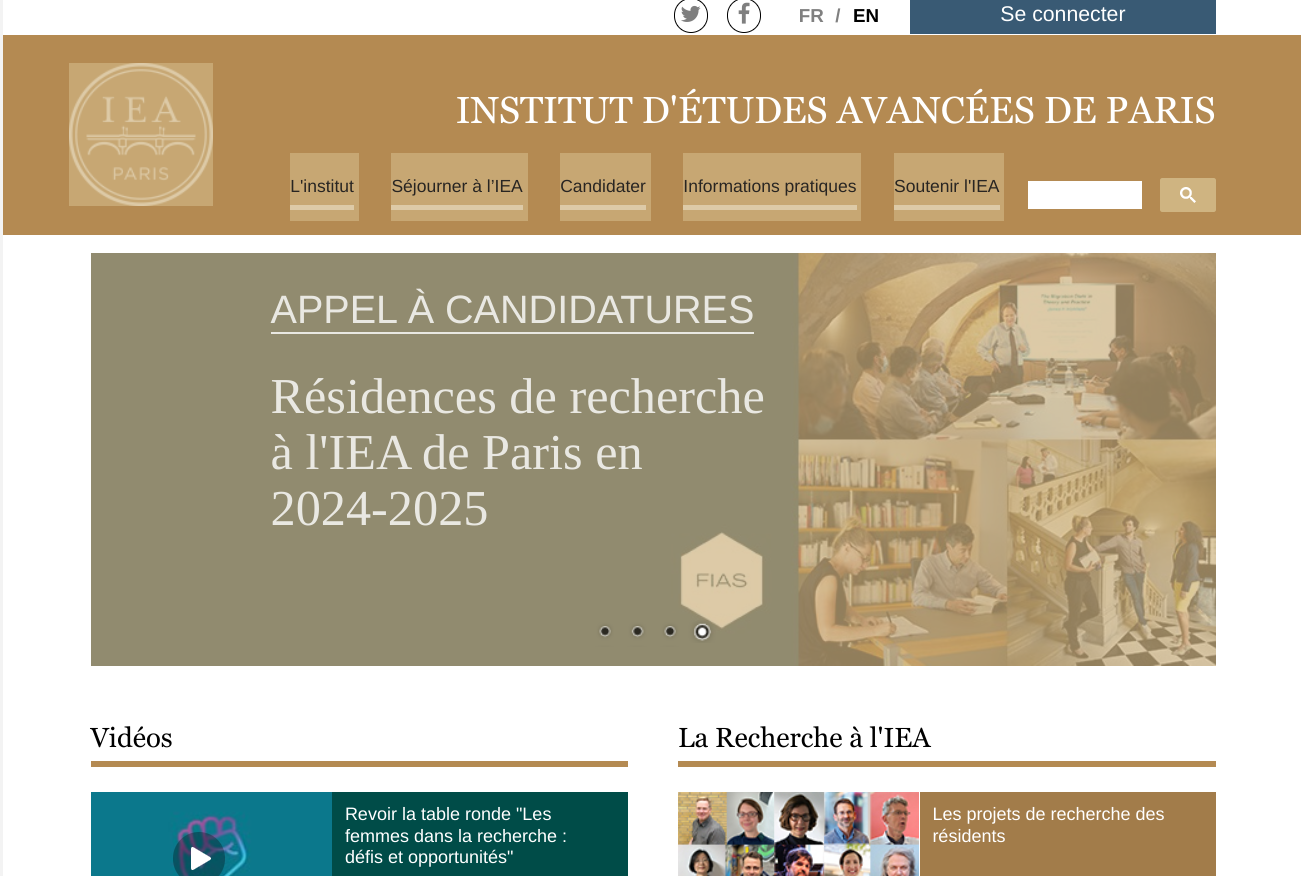 FR / EN
Se connecter
IEA
PARIS
INSTITUT D'ÉTUDES AVANCÉES DE PARIS
L'institut
Séjourner à l'IEA
Candidater
Informations pratiques
Soutenir l'IEA
APPEL À CANDIDATURES
Résidences de recherche
à l'IEA de Paris en
2024-2025
FIAS
Vidéos
Revoir la table ronde "Les
femmes dans la recherche :
défis et opportunités"
La Recherche à l'IEA
Les projets de recherche des
résidents